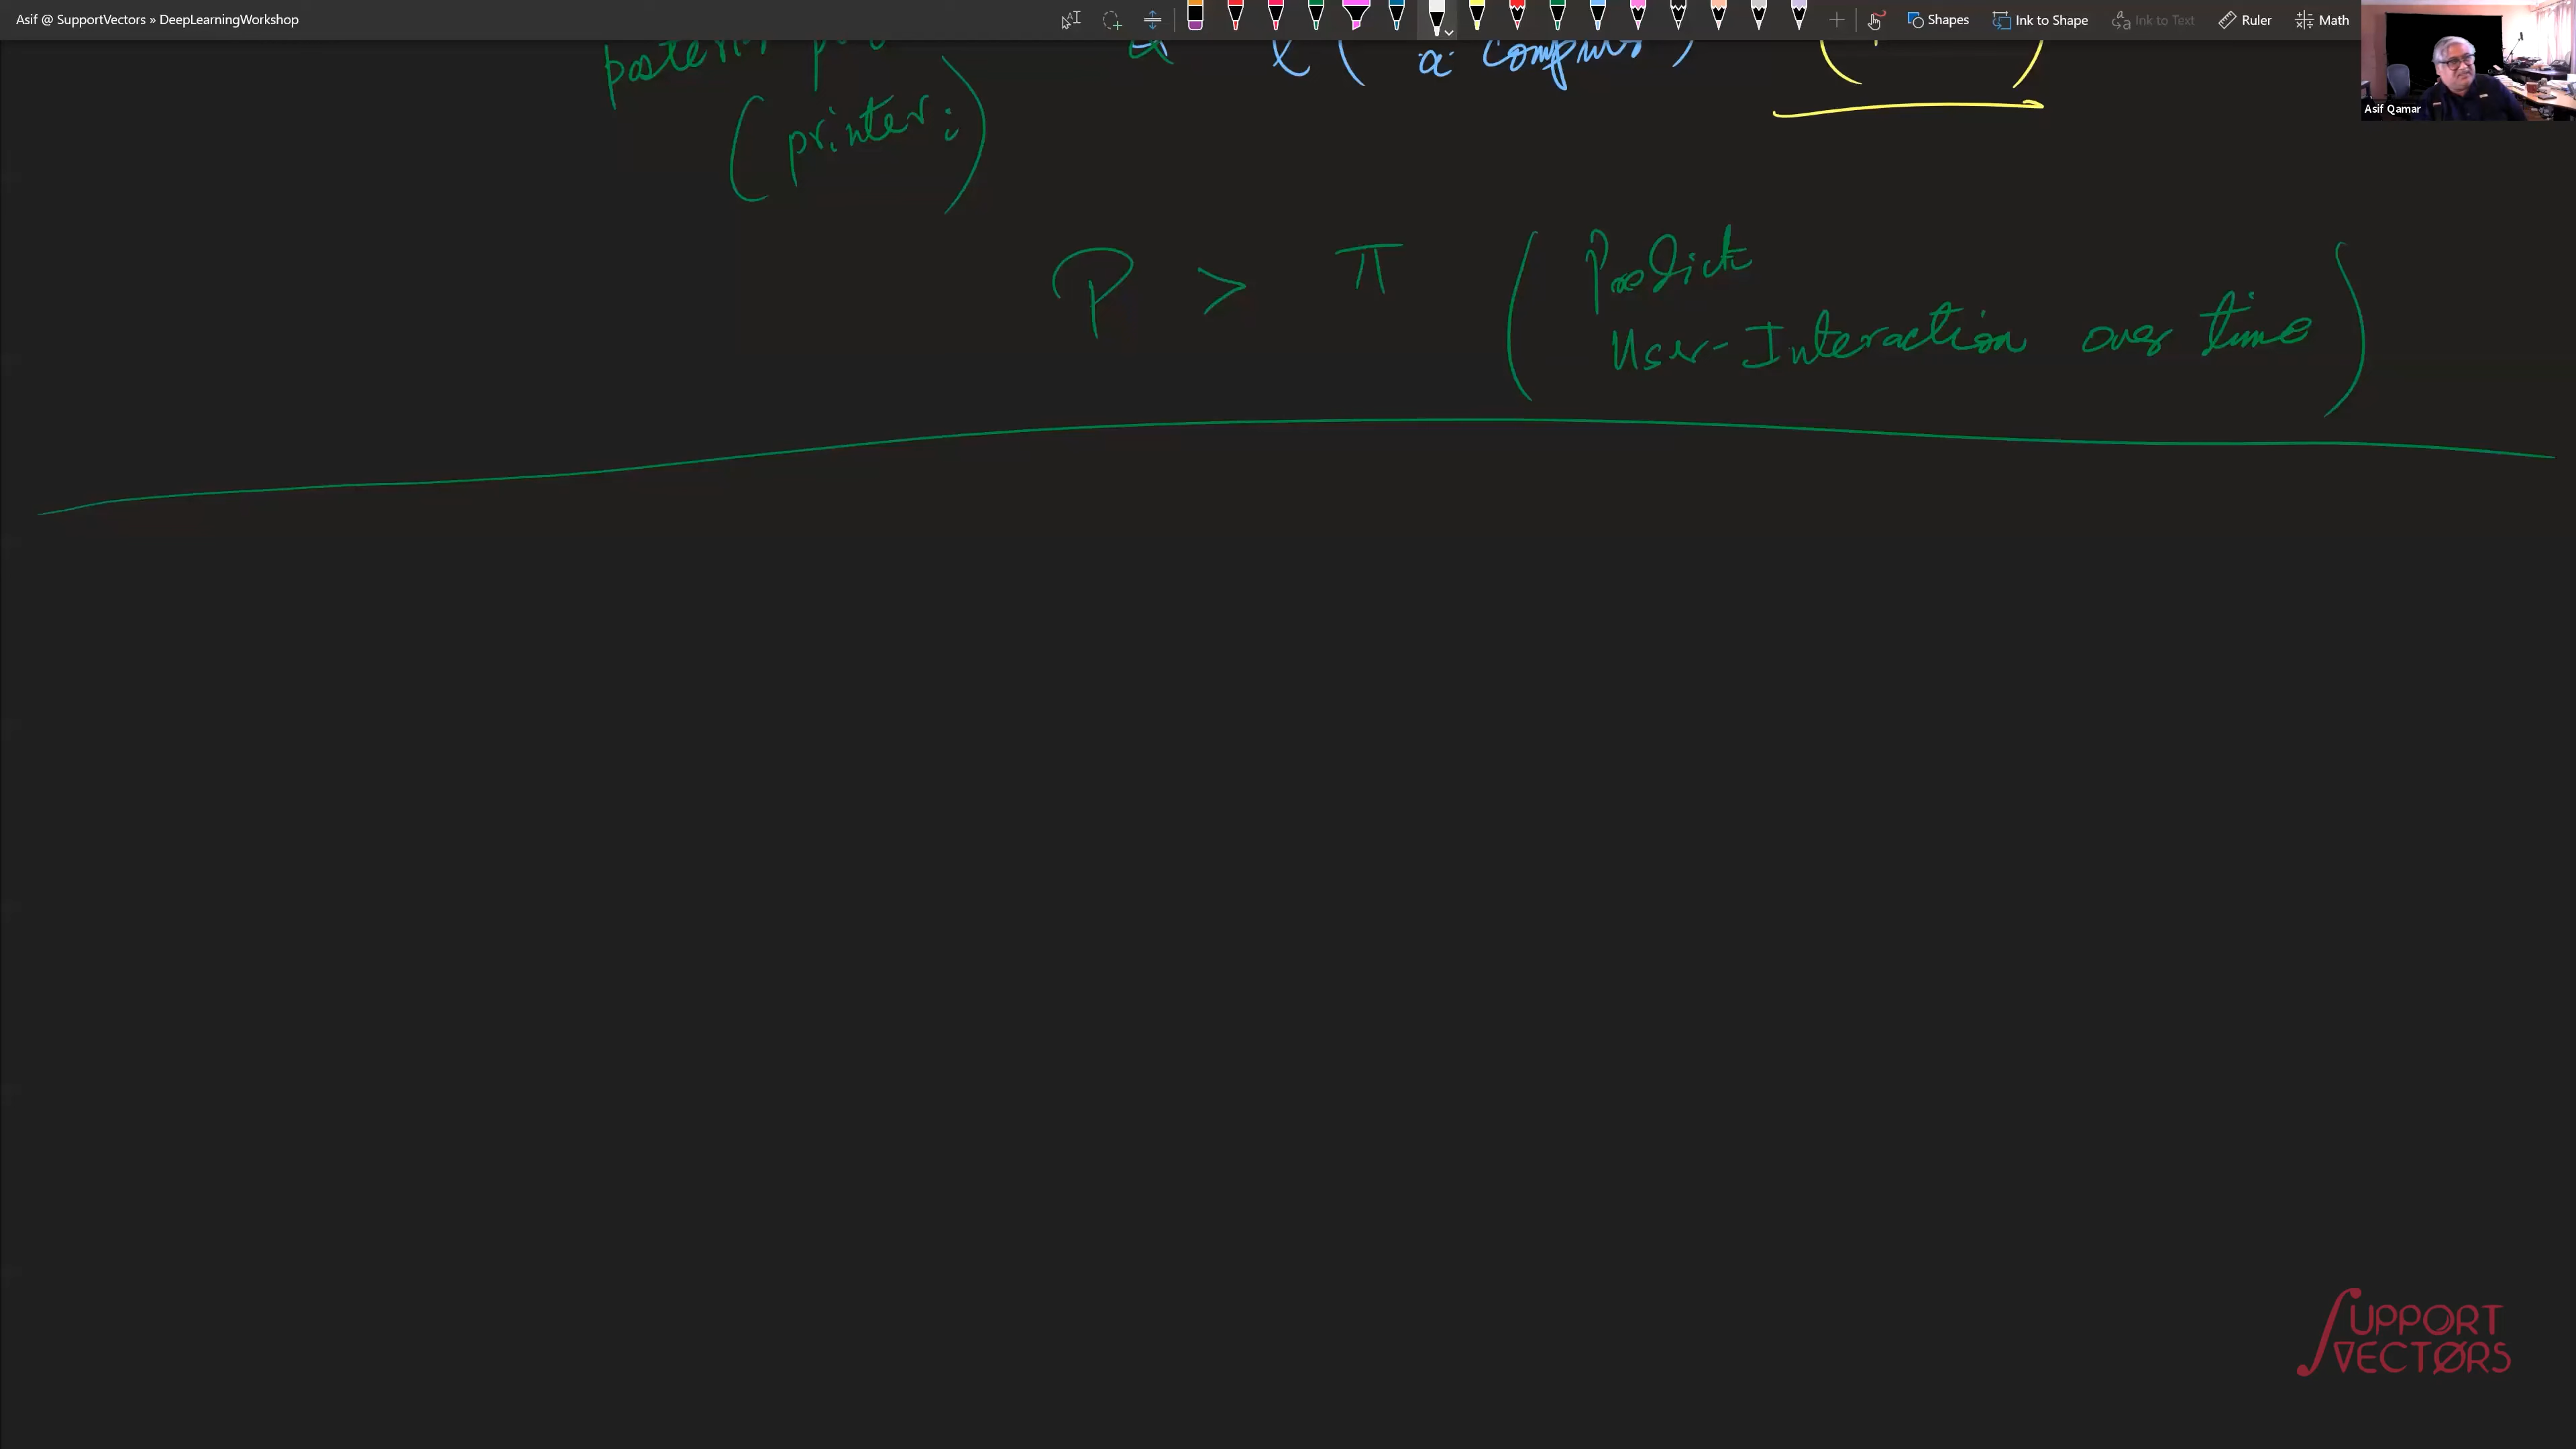 Asif @ SupportVectors » DeepLearningWorkshop
Shapes
Ink to Shape
Ink to Text
Ruler
Math
Asif Qamar
(printer:)
P > π
(Predict
User-Interaction over time)
SUPPORT
VECTORS